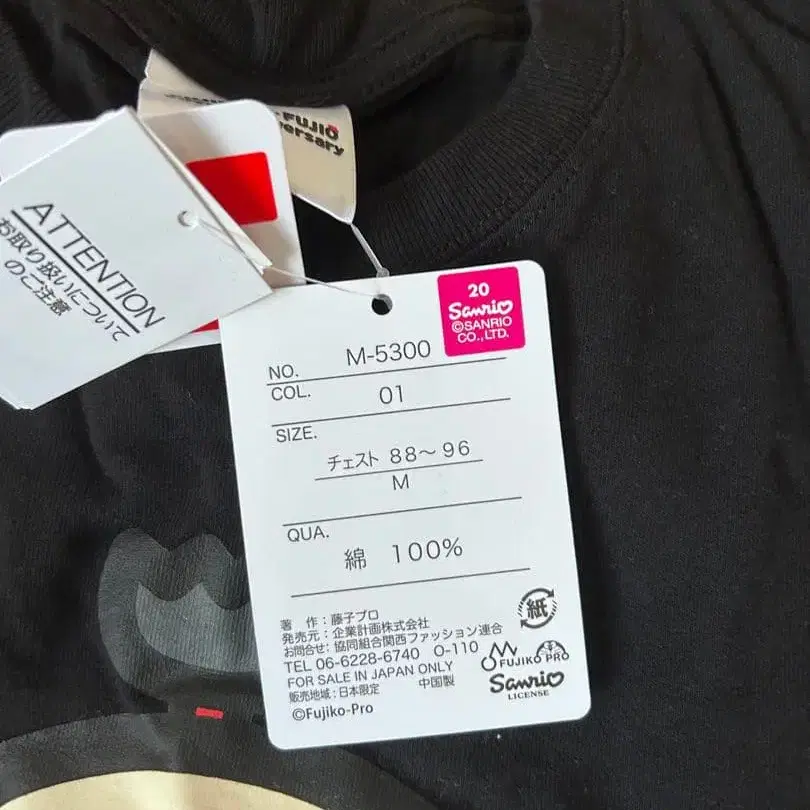 FUJIO
ersary
ATTENTION
お取り扱いについて
のご注意
20
Sanrio
©SANRIO
CO.,LTD.
NO. M-5300
COL. 01
SIZE.
チェスト 88～96
M
QUA.
綿 100%
紙
著 作：藤子プロ
発売元：企業計画株式会社
お問合せ：協同組合関西ファッション連合
TEL 06-6228-6740 O-110
FOR SALE IN JAPAN ONLY
販売地域：日本限定 中国製
©Fujiko-Pro
FUJIKO PRO
Sanrio
LICENSE